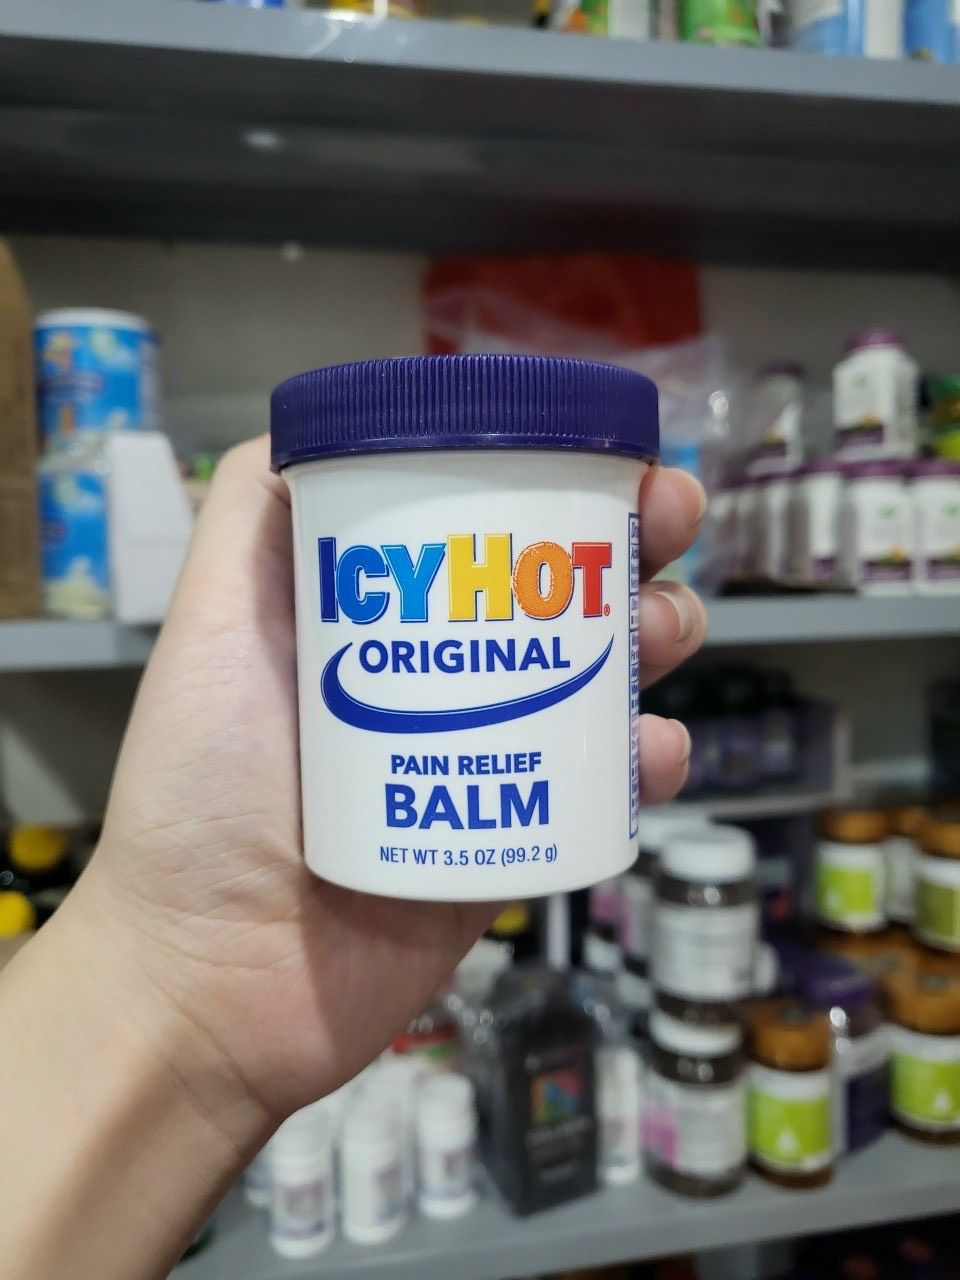 ICYHOT®
ORIGINAL
PAIN RELIEF
BALM
NET WT 3.5 OZ (99.2 g)